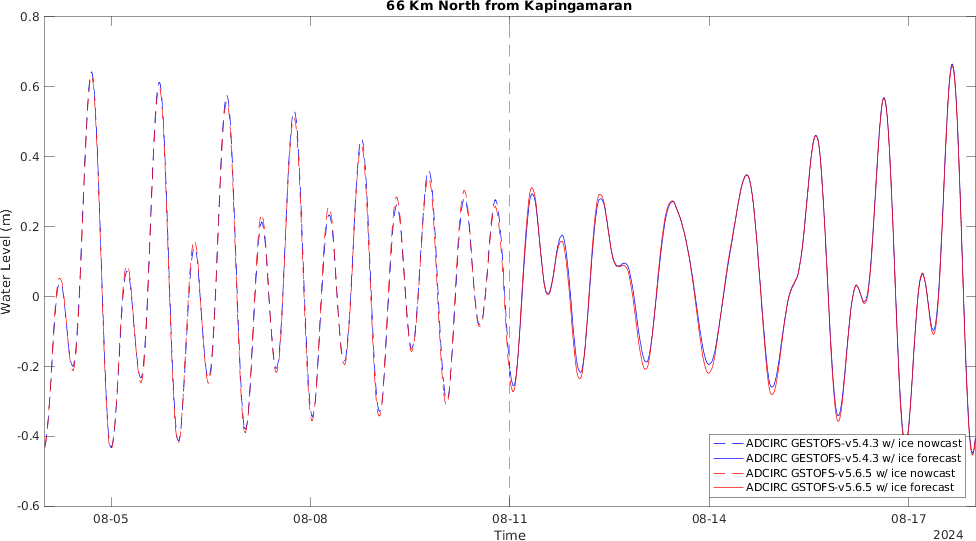 66 Km North from Kapingamaran
Water Level (m)
0.8
0.6
0.4
0.2
0
-0.2
-0.4
-0.6
08-05
08-08
08-11
08-14
08-17
Time
2024
ADCIRC GESTOFS-v5.4.3 w/ ice nowcast
ADCIRC GESTOFS-v5.4.3 w/ ice forecast
ADCIRC GSTOFS-v5.6.5 w/ ice nowcast
ADCIRC GSTOFS-v5.6.5 w/ ice forecast